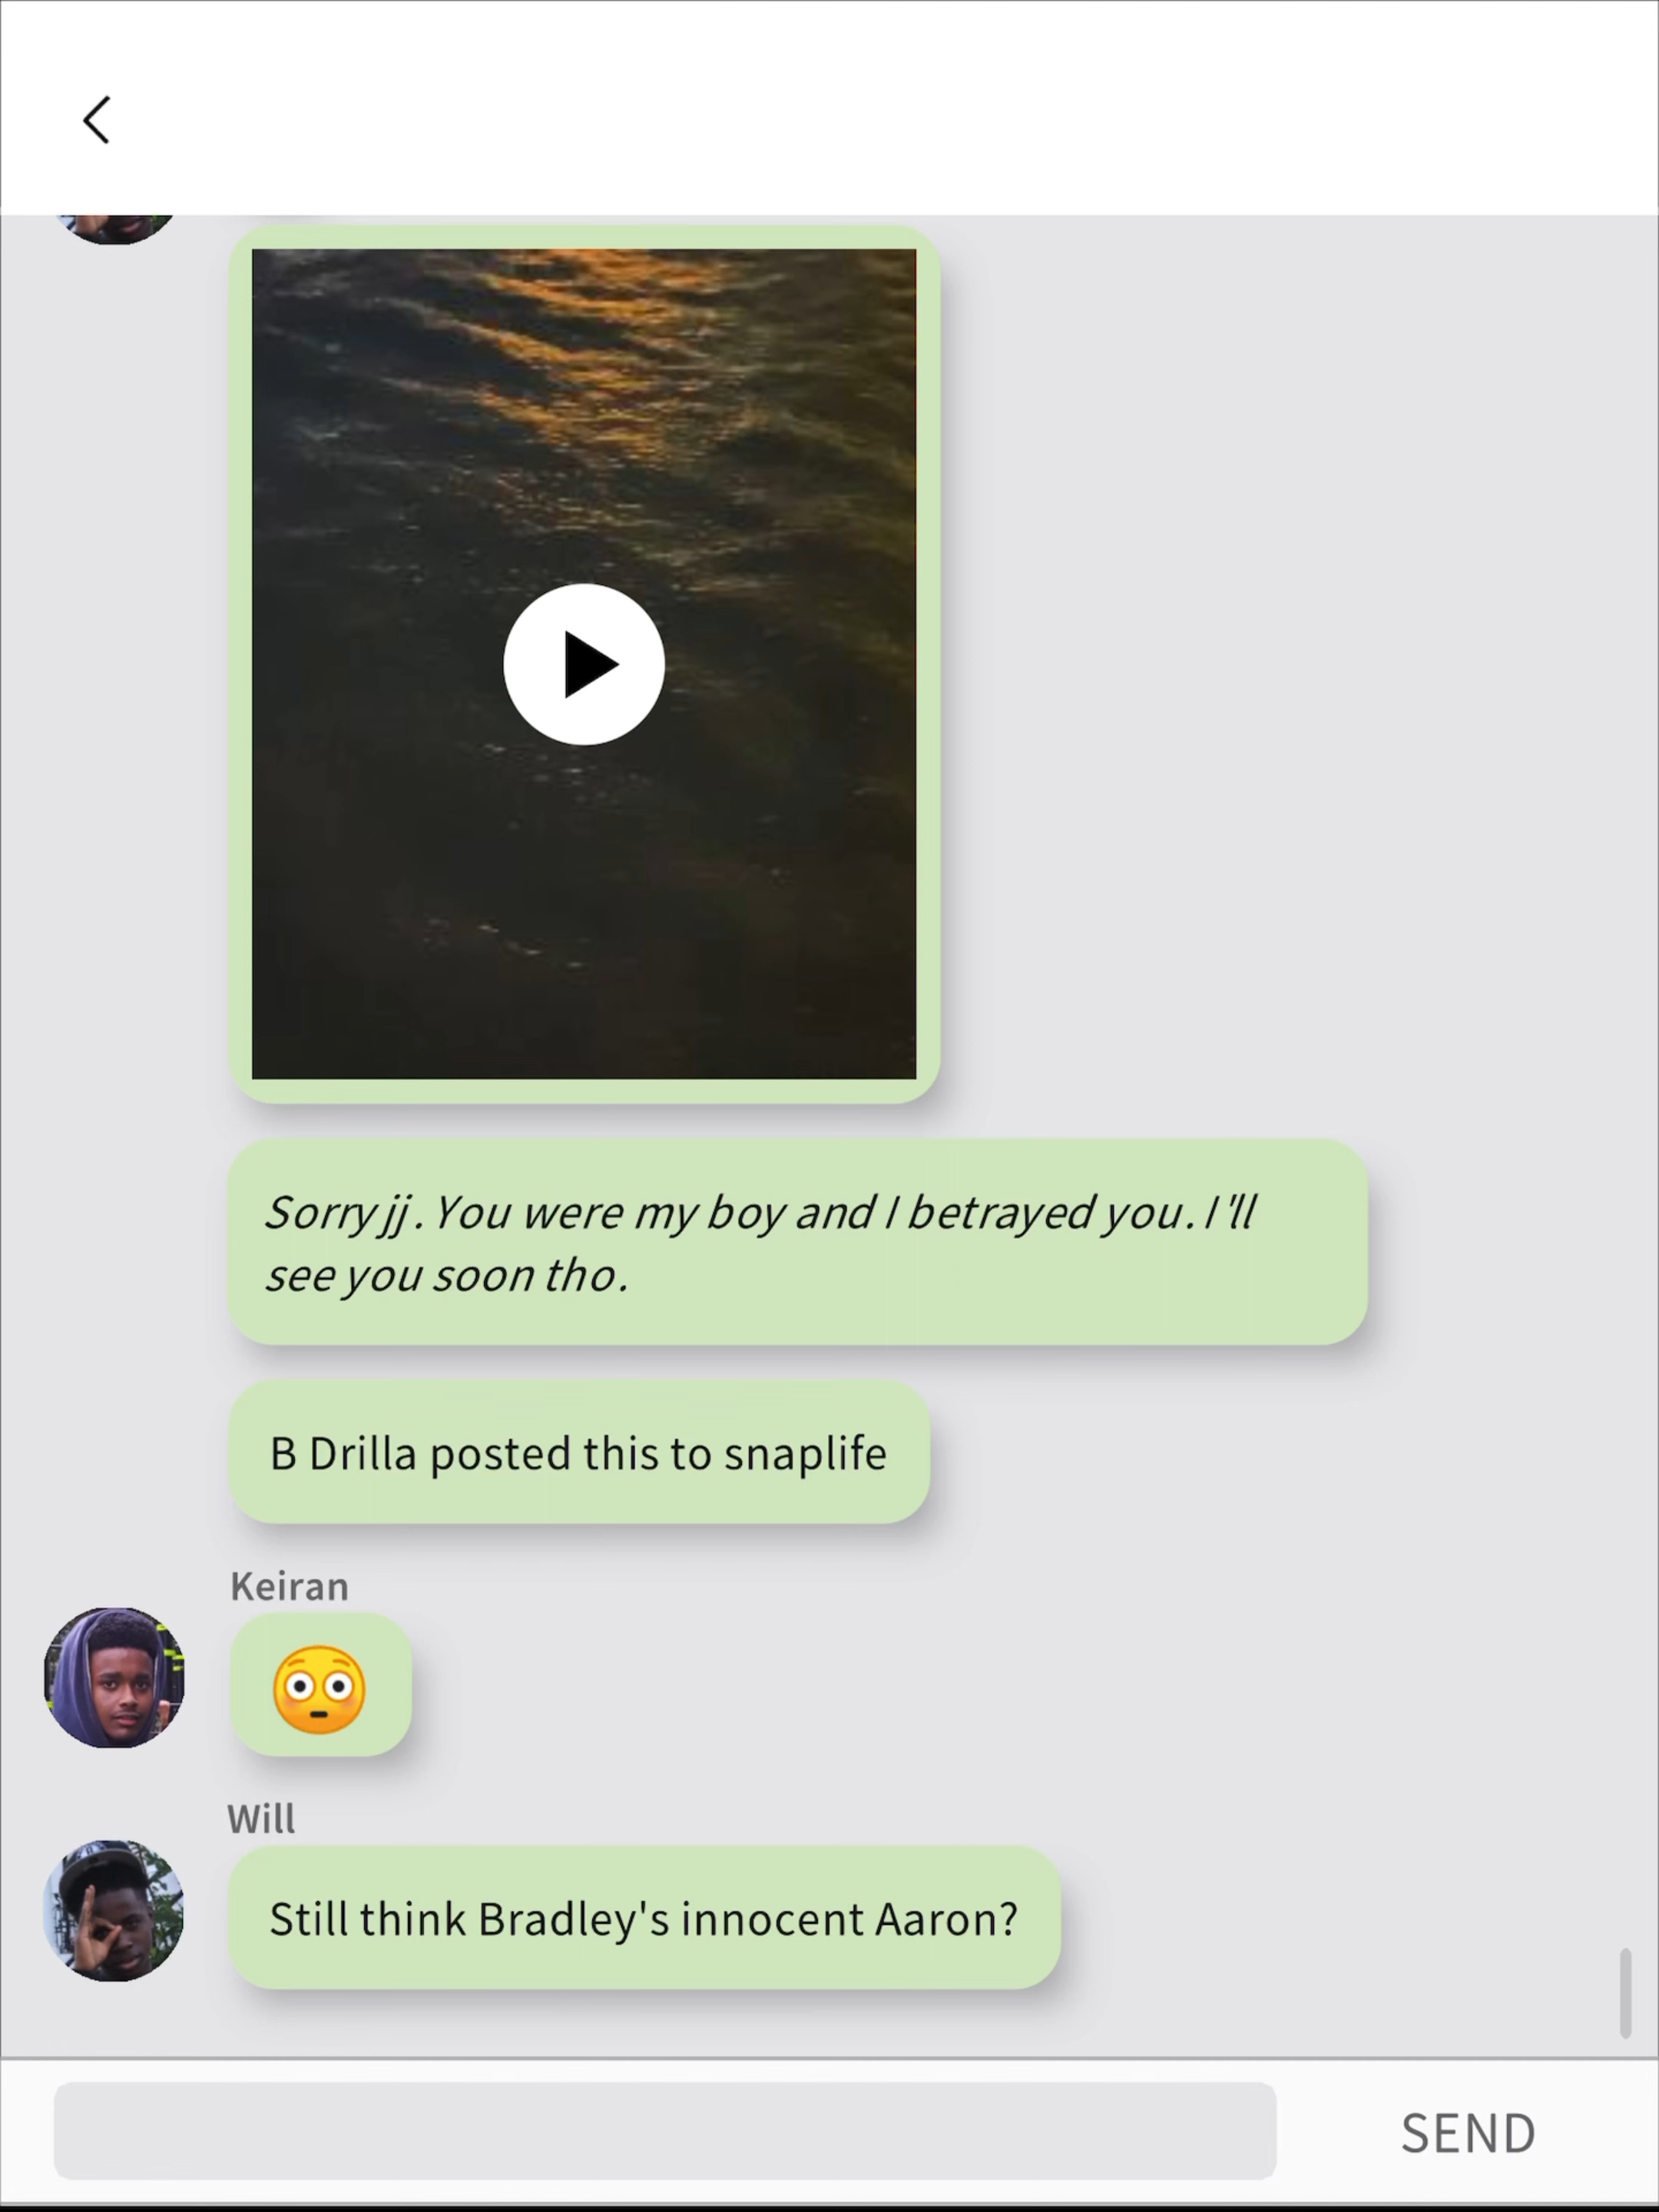 Sorry jj. You were my boy and I betrayed you. I'll
see you soon tho.
B Drilla posted this to snaplife
Keiran
😳
Will
Still think Bradley's innocent Aaron?
SEND